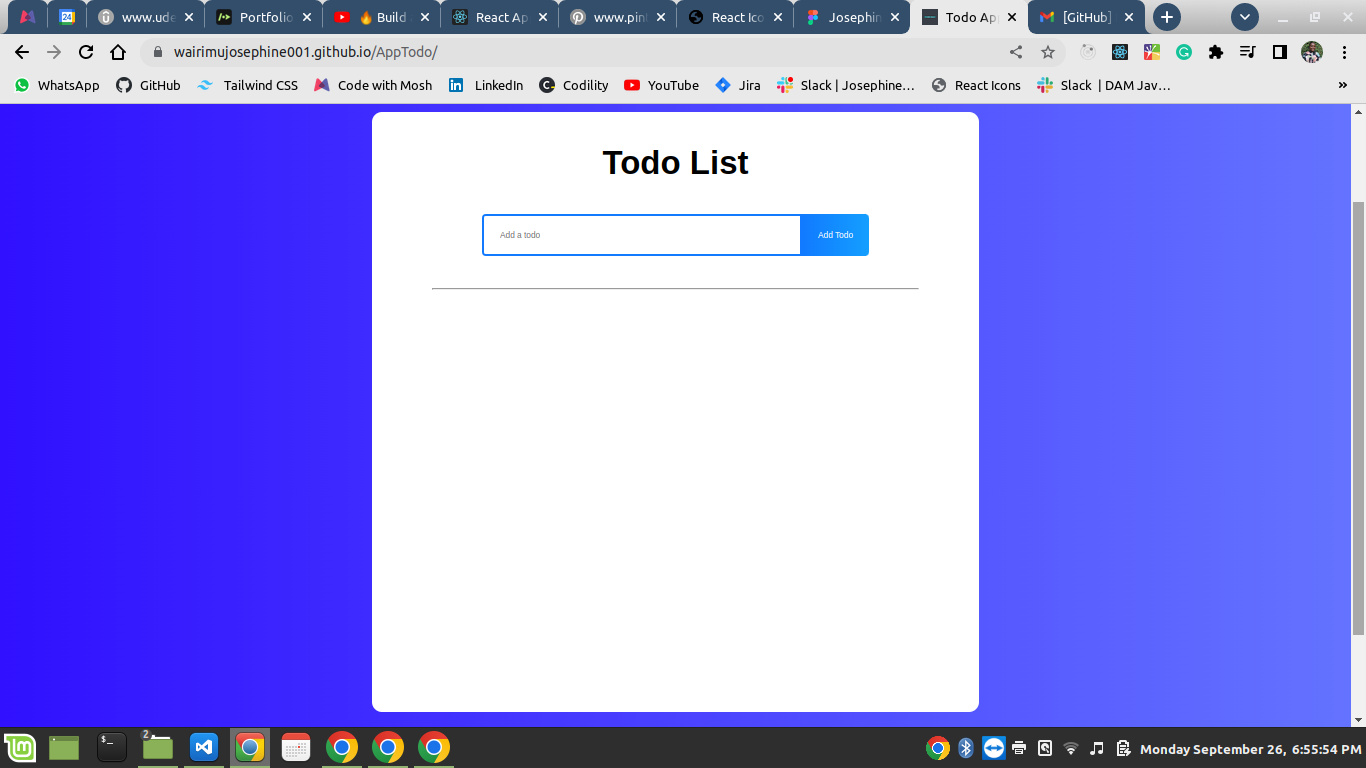 24 www.ude Portfolio Build React Ap www.pin React Ico Josephin Todo Ap [GitHub]
wairimujosephine001.github.io/AppTodo/
WhatsApp GitHub Tailwind CSS Code with Mosh LinkedIn Codility YouTube Jira Slack | Josephine… React Icons Slack | DAM Jav… »
Todo List
Add a todo Add Todo
$_ 2 Monday September 26, 6:55:54 PM